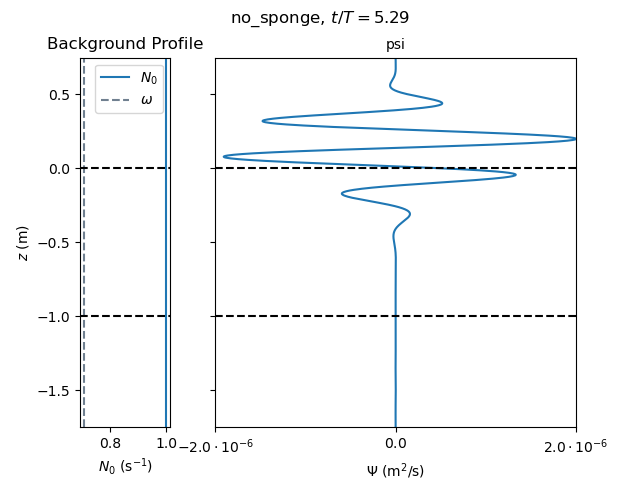 no_sponge, t/T = 5.29
Background Profile
psi
N₀
ω
0.5
0.0
−0.5
−1.0
−1.5
z (m)
0.8
1.0
−2.0·10⁻⁶
0.0
2.0·10⁻⁶
N₀ (s⁻¹)
Ψ (m²/s)